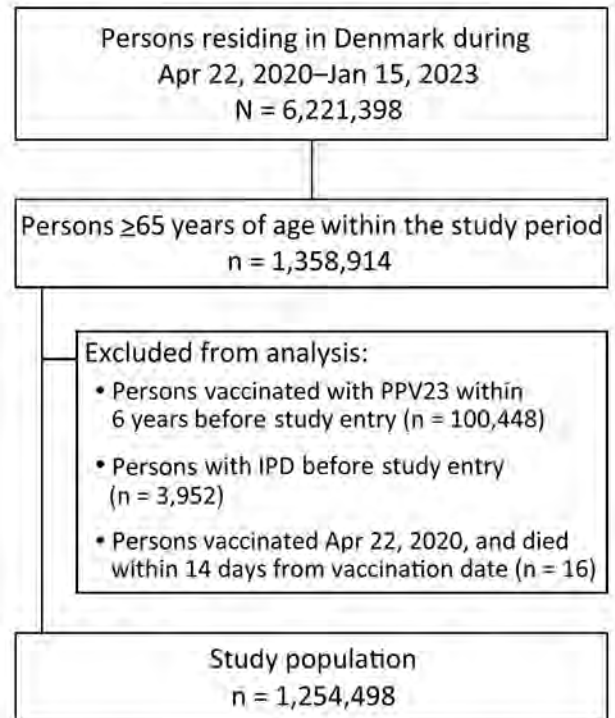 Persons residing in Denmark during
Apr 22, 2020–Jan 15, 2023
N = 6,221,398
Persons ≥65 years of age within the study period
n = 1,358,914
Excluded from analysis:
• Persons vaccinated with PPV23 within
6 years before study entry (n = 100,448)
• Persons with IPD before study entry
(n = 3,952)
• Persons vaccinated Apr 22, 2020, and died
within 14 days from vaccination date (n = 16)
Study population
n = 1,254,498